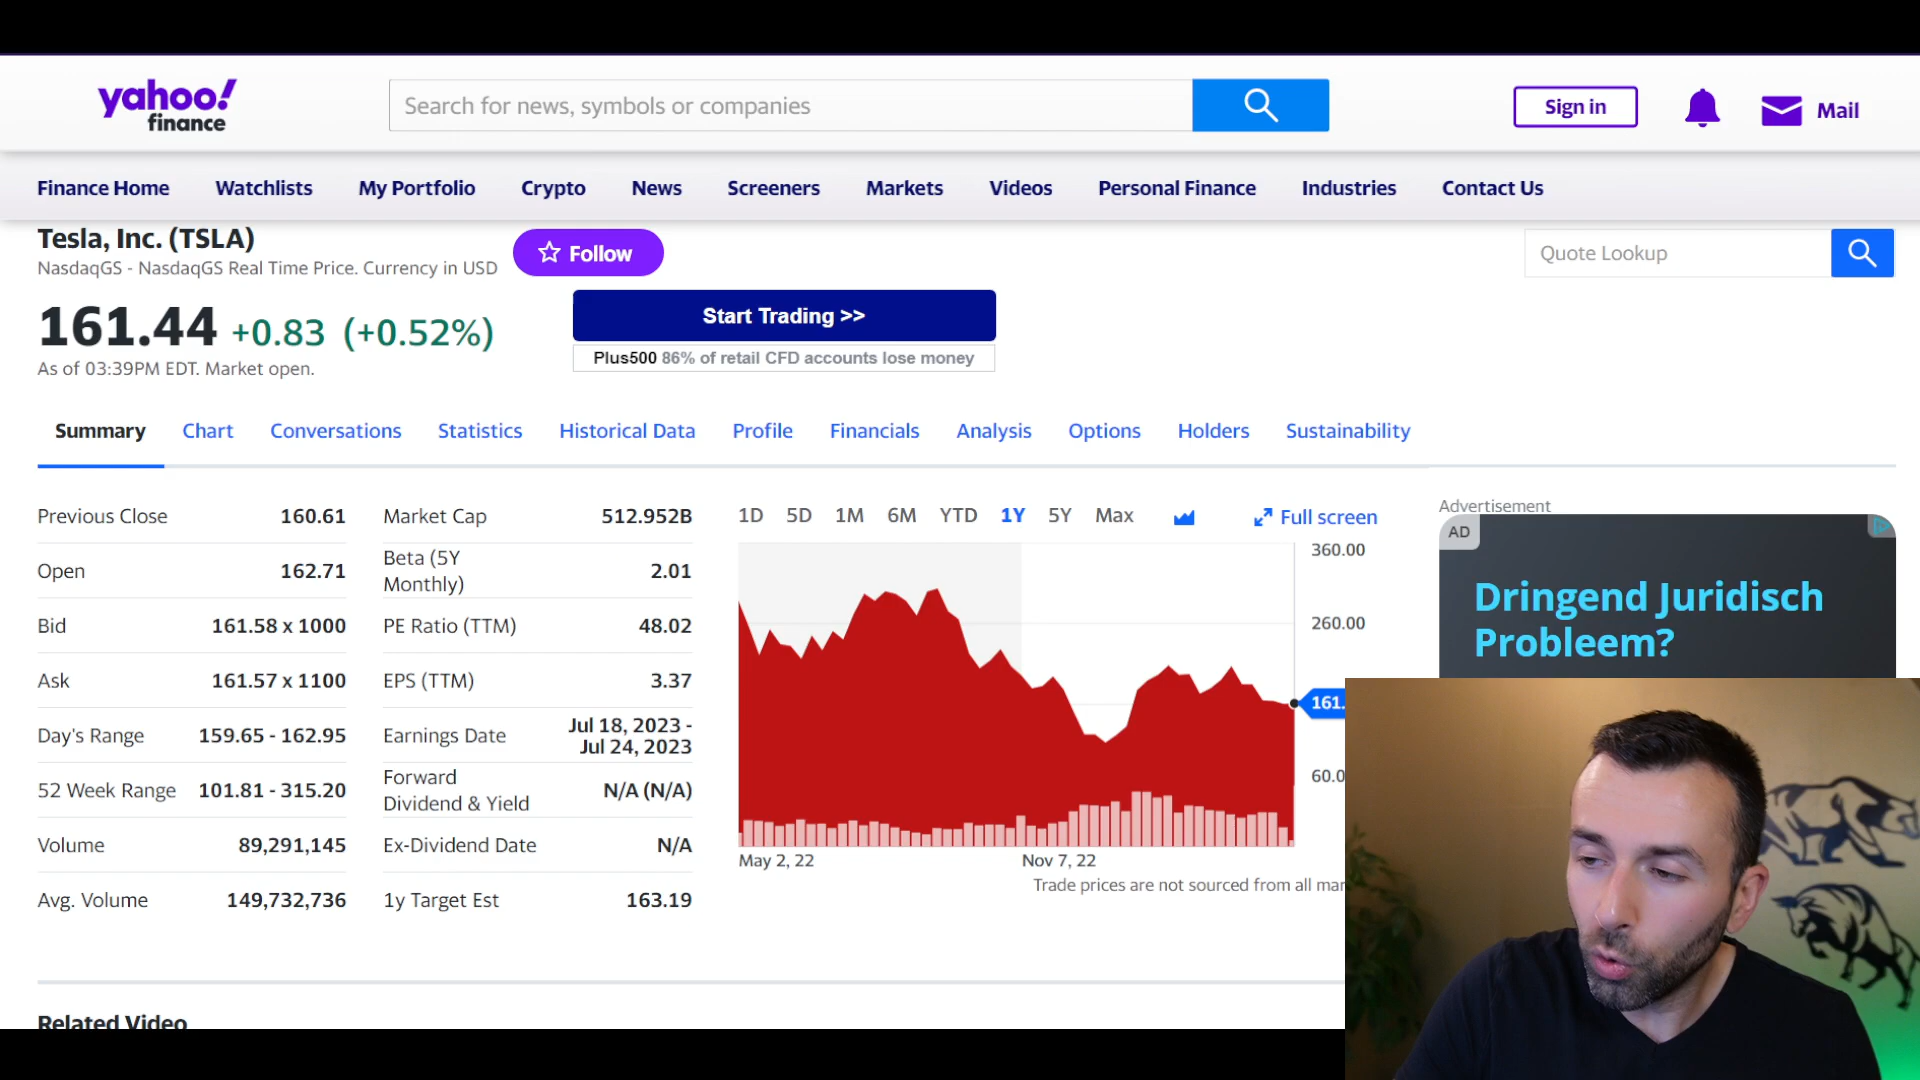 yahoo!
finance
Search for news, symbols or companies
Sign in
Mail
Finance Home Watchlists My Portfolio Crypto News Screeners Markets Videos Personal Finance Industries Contact Us
Tesla, Inc. (TSLA)
NasdaqGS - NasdaqGS Real Time Price. Currency in USD
Follow
Quote Lookup
161.44 +0.83 (+0.52%)
As of 03:39PM EDT. Market open.
Start Trading >>
Plus500 86% of retail CFD accounts lose money
Summary Chart Conversations Statistics Historical Data Profile Financials Analysis Options Holders Sustainability
Previous Close 160.61
Open 162.71
Bid 161.58 x 1000
Ask 161.57 x 1100
Day's Range 159.65 - 162.95
52 Week Range 101.81 - 315.20
Volume 89,291,145
Avg. Volume 149,732,736
Market Cap 512.952B
Beta (5Y
Monthly) 2.01
PE Ratio (TTM) 48.02
EPS (TTM) 3.37
Earnings Date Jul 18, 2023 -
Jul 24, 2023
Forward
Dividend & Yield N/A (N/A)
Ex-Dividend Date N/A
1y Target Est 163.19
1D 5D 1M 6M YTD 1Y 5Y Max Full screen
360.00
260.00
161.
60.0
May 2, 22 Nov 7, 22
Trade prices are not sourced from all mar
Advertisement
AD
Dringend Juridisch
Probleem?
Related Video